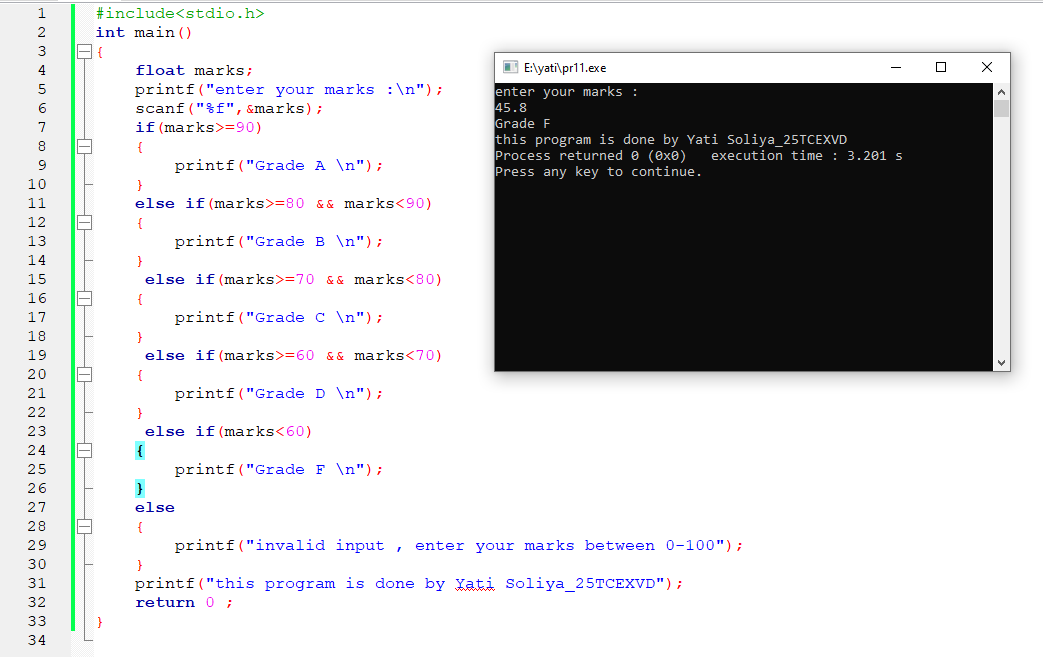 1 #include<stdio.h>
2 int main()
3 {
4 float marks;
5 printf("enter your marks :\n");
6 scanf("%f",&marks);
7 if(marks>=90)
8 {
9 printf("Grade A \n");
10 }
11 else if(marks>=80 && marks<90)
12 {
13 printf("Grade B \n");
14 }
15 else if(marks>=70 && marks<80)
16 {
17 printf("Grade C \n");
18 }
19 else if(marks>=60 && marks<70)
20 {
21 printf("Grade D \n");
22 }
23 else if(marks<60)
24 {
25 printf("Grade F \n");
26 }
27 else
28 {
29 printf("invalid input , enter your marks between 0-100");
30 }
31 printf("this program is done by Yati Soliya_25TCEXVD");
32 return 0 ;
33 }
34
E:\yati\pr11.exe
enter your marks :
45.8
Grade F
this program is done by Yati Soliya_25TCEXVD
Process returned 0 (0x0)   execution time : 3.201 s
Press any key to continue.